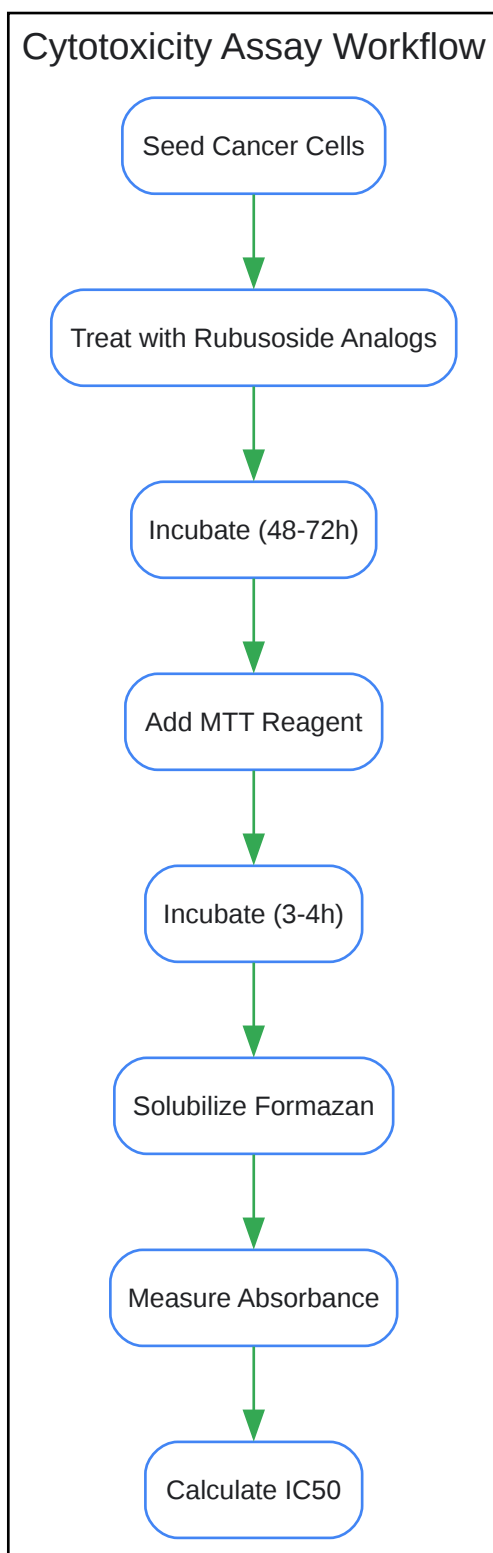 Cytotoxicity Assay Workflow
Seed Cancer Cells
Treat with Rubusoside Analogs
Incubate (48-72h)
Add MTT Reagent
Incubate (3-4h)
Solubilize Formazan
Measure Absorbance
Calculate IC50